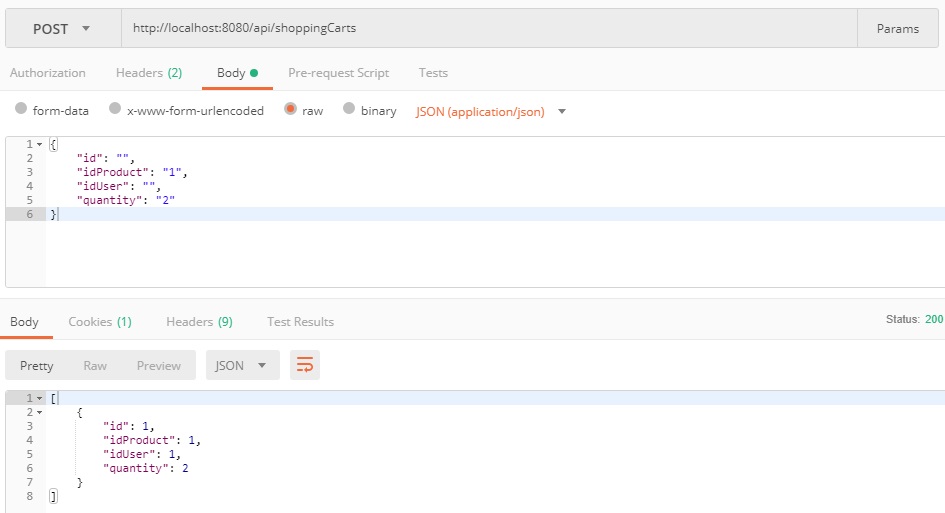 POST http://localhost:8080/api/shoppingCarts Params
Authorization Headers (2) Body Pre-request Script Tests
form-data x-www-form-urlencoded raw binary JSON (application/json)
1 {
2 "id": "",
3 "idProduct": "1",
4 "idUser": "",
5 "quantity": "2"
6 }
Body Cookies (1) Headers (9) Test Results Status: 200
Pretty Raw Preview JSON
1 [
2 {
3 "id": 1,
4 "idProduct": 1,
5 "idUser": 1,
6 "quantity": 2
7 }
8 ]